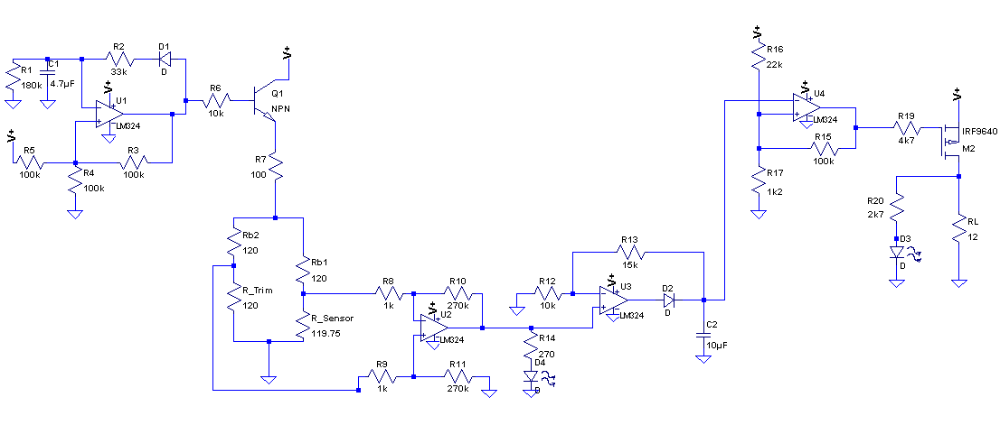 V+
R1
180k
C1
4.7µF
R2
33k
D1
D
V+
U1
LM324
V+
R5
100k
R4
100k
R3
100k
R6
10k
V+
Q1
NPN
R7
100
Rb2
120
R_Trim
120
Rb1
120
R_Sensor
119.75
R8
1k
R9
1k
R10
270k
R11
270k
V+
U2
LM324
R14
270
D4
D
R12
10k
R13
15k
V+
U3
LM324
D2
D
C2
10µF
V+
R16
22k
R17
1k2
V+
U4
LM324
R15
100k
R19
4k7
V+
IRF9640
M2
R20
2k7
D3
D
RL
12